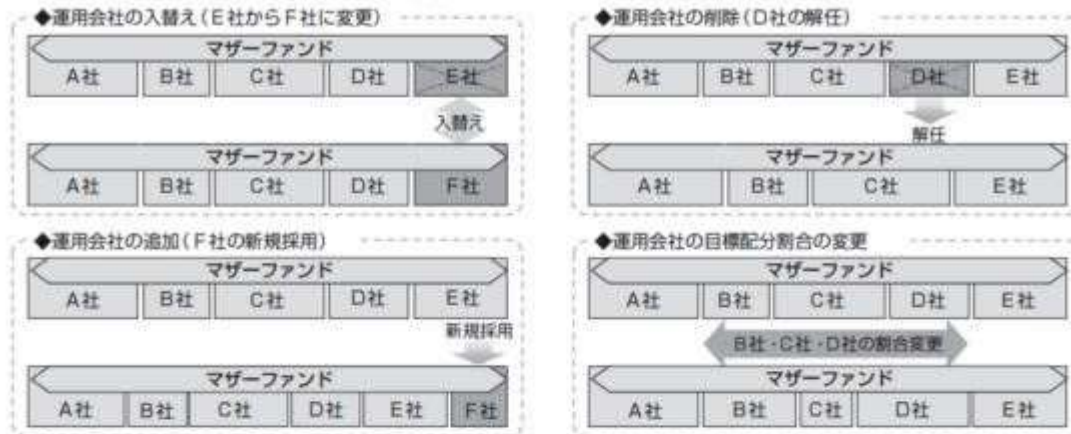 ◆運用会社の入替え(E社からF社に変更)
マザーファンド
A社 B社 C社 D社 E社
入替え
マザーファンド
A社 B社 C社 D社 F社
◆運用会社の削除(D社の解任)
マザーファンド
A社 B社 C社 D社 E社
解任
マザーファンド
A社 B社 C社 E社
◆運用会社の追加(F社の新規採用)
マザーファンド
A社 B社 C社 D社 E社
新規採用
マザーファンド
A社 B社 C社 D社 E社 F社
◆運用会社の目標配分割合の変更
マザーファンド
A社 B社 C社 D社 E社
B社・C社・D社の割合変更
マザーファンド
A社 B社 C社 D社 E社